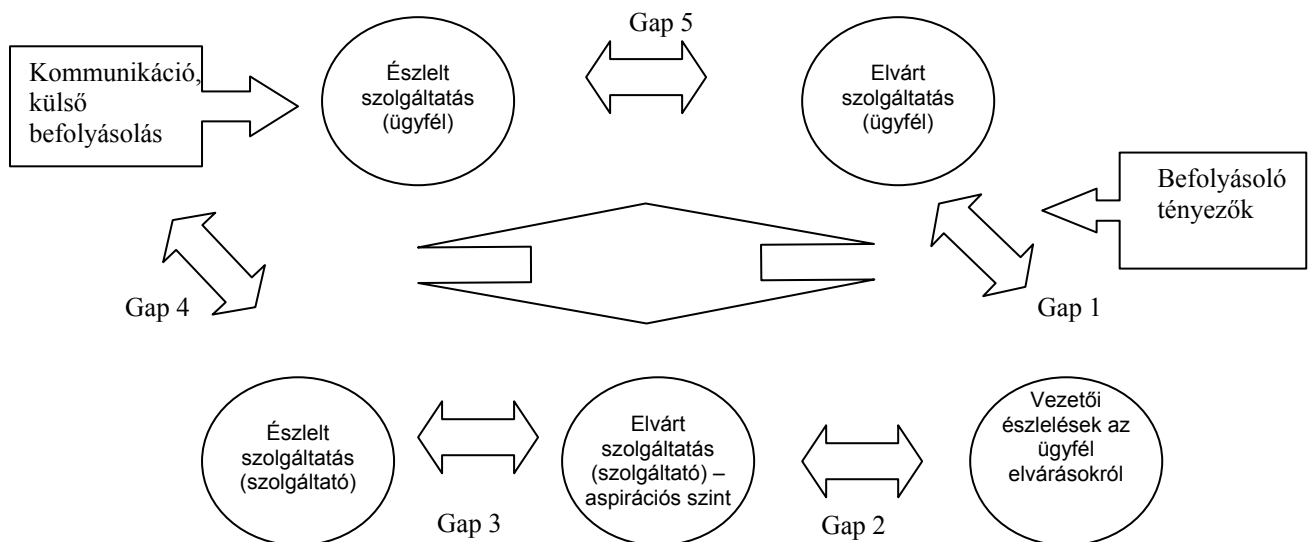 Gap 5
Kommunikáció,
külső
befolyásolás
Észlelt
szolgáltatás
(ügyfél)
Elvárt
szolgáltatás
(ügyfél)
Befolyásoló
tényezők
Gap 4
Gap 1
Észlelt
szolgáltatás
(szolgáltató)
Elvárt
szolgáltatás
(szolgáltató) –
aspirációs szint
Vezetői
észlelések az
ügyfél
elvárásokról
Gap 3
Gap 2